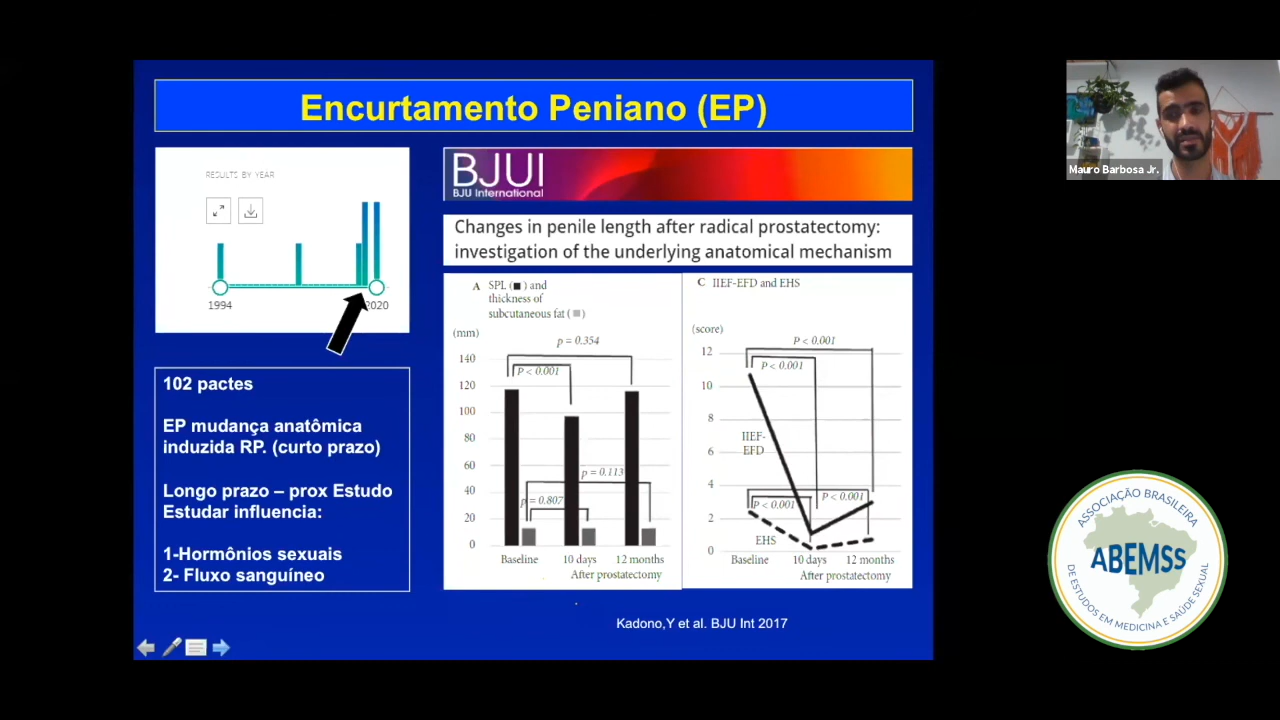 Encurtamento Peniano (EP)
RESULTS BY YEAR
1994
2020
102 pactes
EP mudança anatômica
induzida RP. (curto prazo)
Longo prazo – prox Estudo
Estudar influencia:
1-Hormônios sexuais
2- Fluxo sanguíneo
BJUI
BJU International
Changes in penile length after radical prostatectomy:
investigation of the underlying anatomical mechanism
A SPL (■) and
thickness of
subcutaneous fat (■)
(mm)
140
120
100
80
60
40
20
0
p = 0.354
P < 0.001
p = 0.113
p = 0.807
Baseline 10 days 12 months
After prostatectomy
C IIEF-EFD and EHS
(score)
12
10
8
6
4
2
0
P < 0.001
P < 0.001
IIEF-
EFD
P < 0.001
P < 0.001
EHS
Baseline 10 days 12 months
After prostatectomy
Kadono,Y et al. BJU Int 2017
Mauro Barbosa Jr.
ASSOCIAÇÃO BRASILEIRA
ABEMSS
DE ESTUDOS EM MEDICINA E SAÚDE SEXUAL